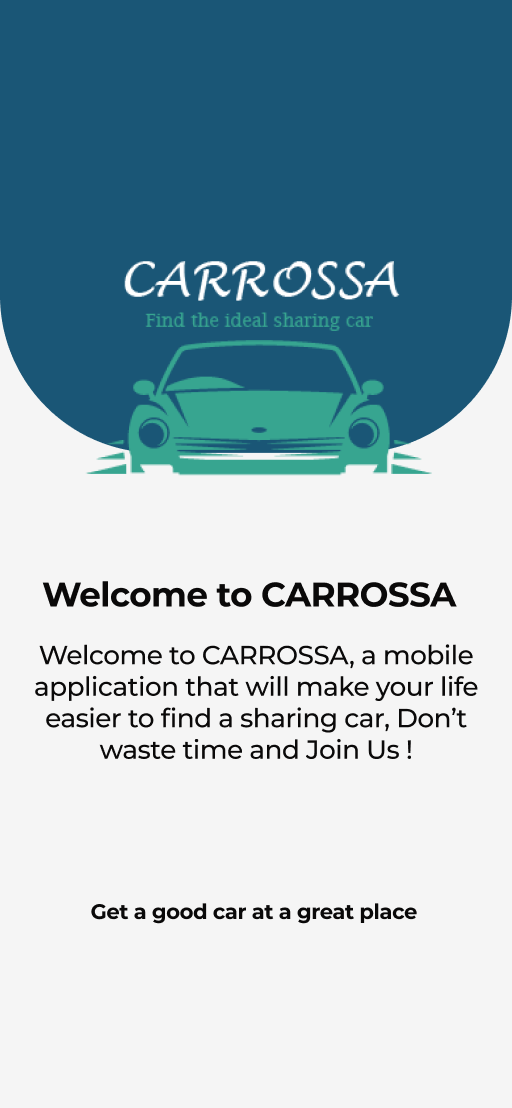 CARROSSA
Find the ideal sharing car
Welcome to CARROSSA
Welcome to CARROSSA, a mobile
application that will make your life
easier to find a sharing car, Don’t
waste time and Join Us !
Get a good car at a great place